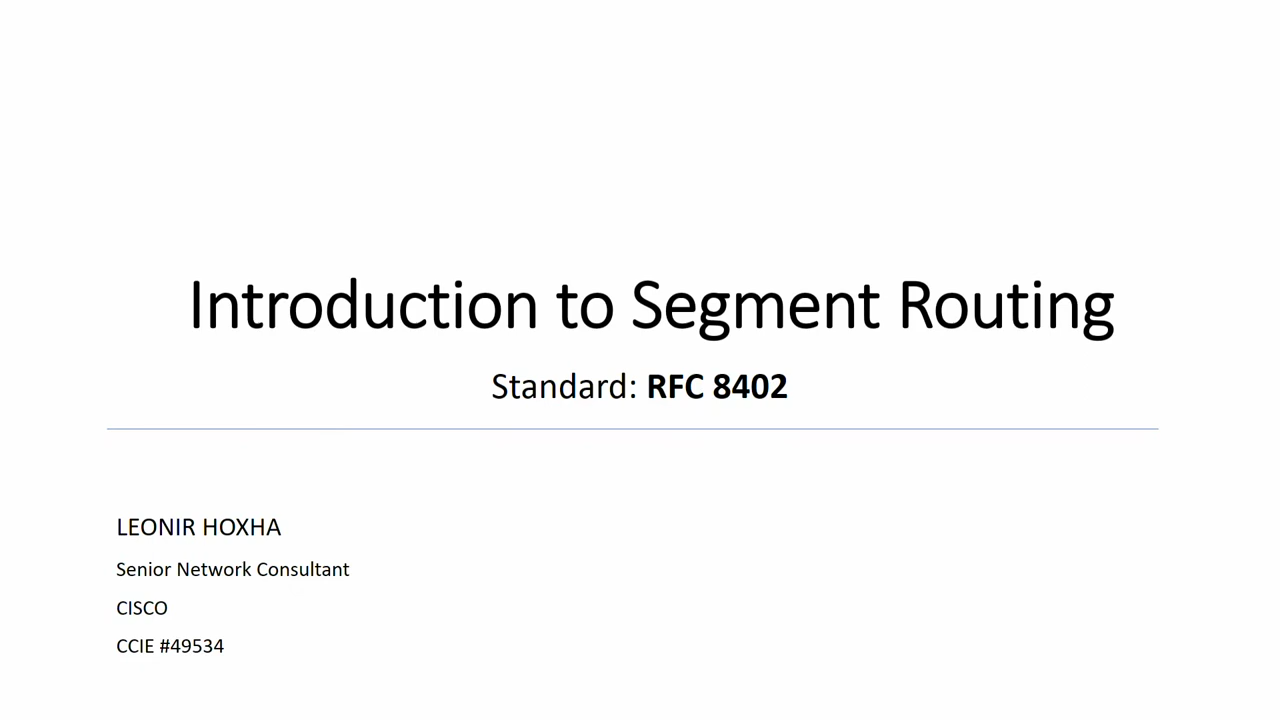 Introduction to Segment Routing
Standard: RFC 8402
LEONIR HOXHA
Senior Network Consultant
CISCO
CCIE #49534